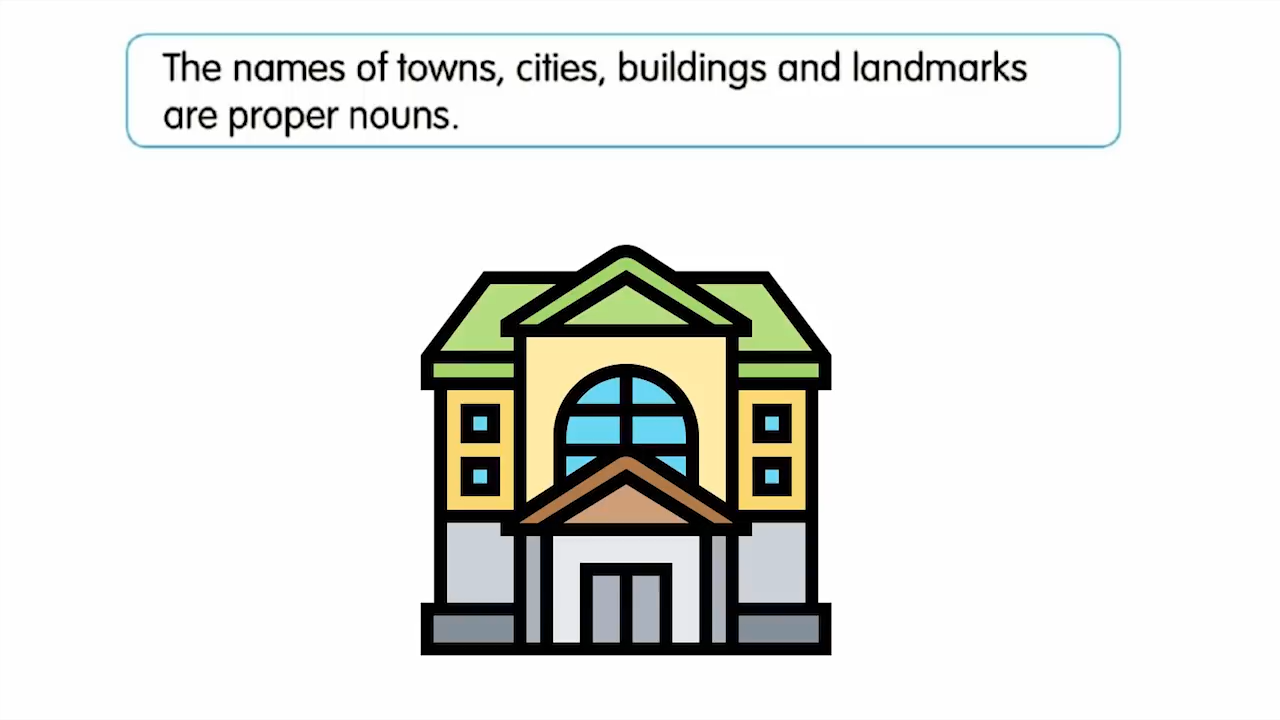 The names of towns, cities, buildings and landmarks
are proper nouns.